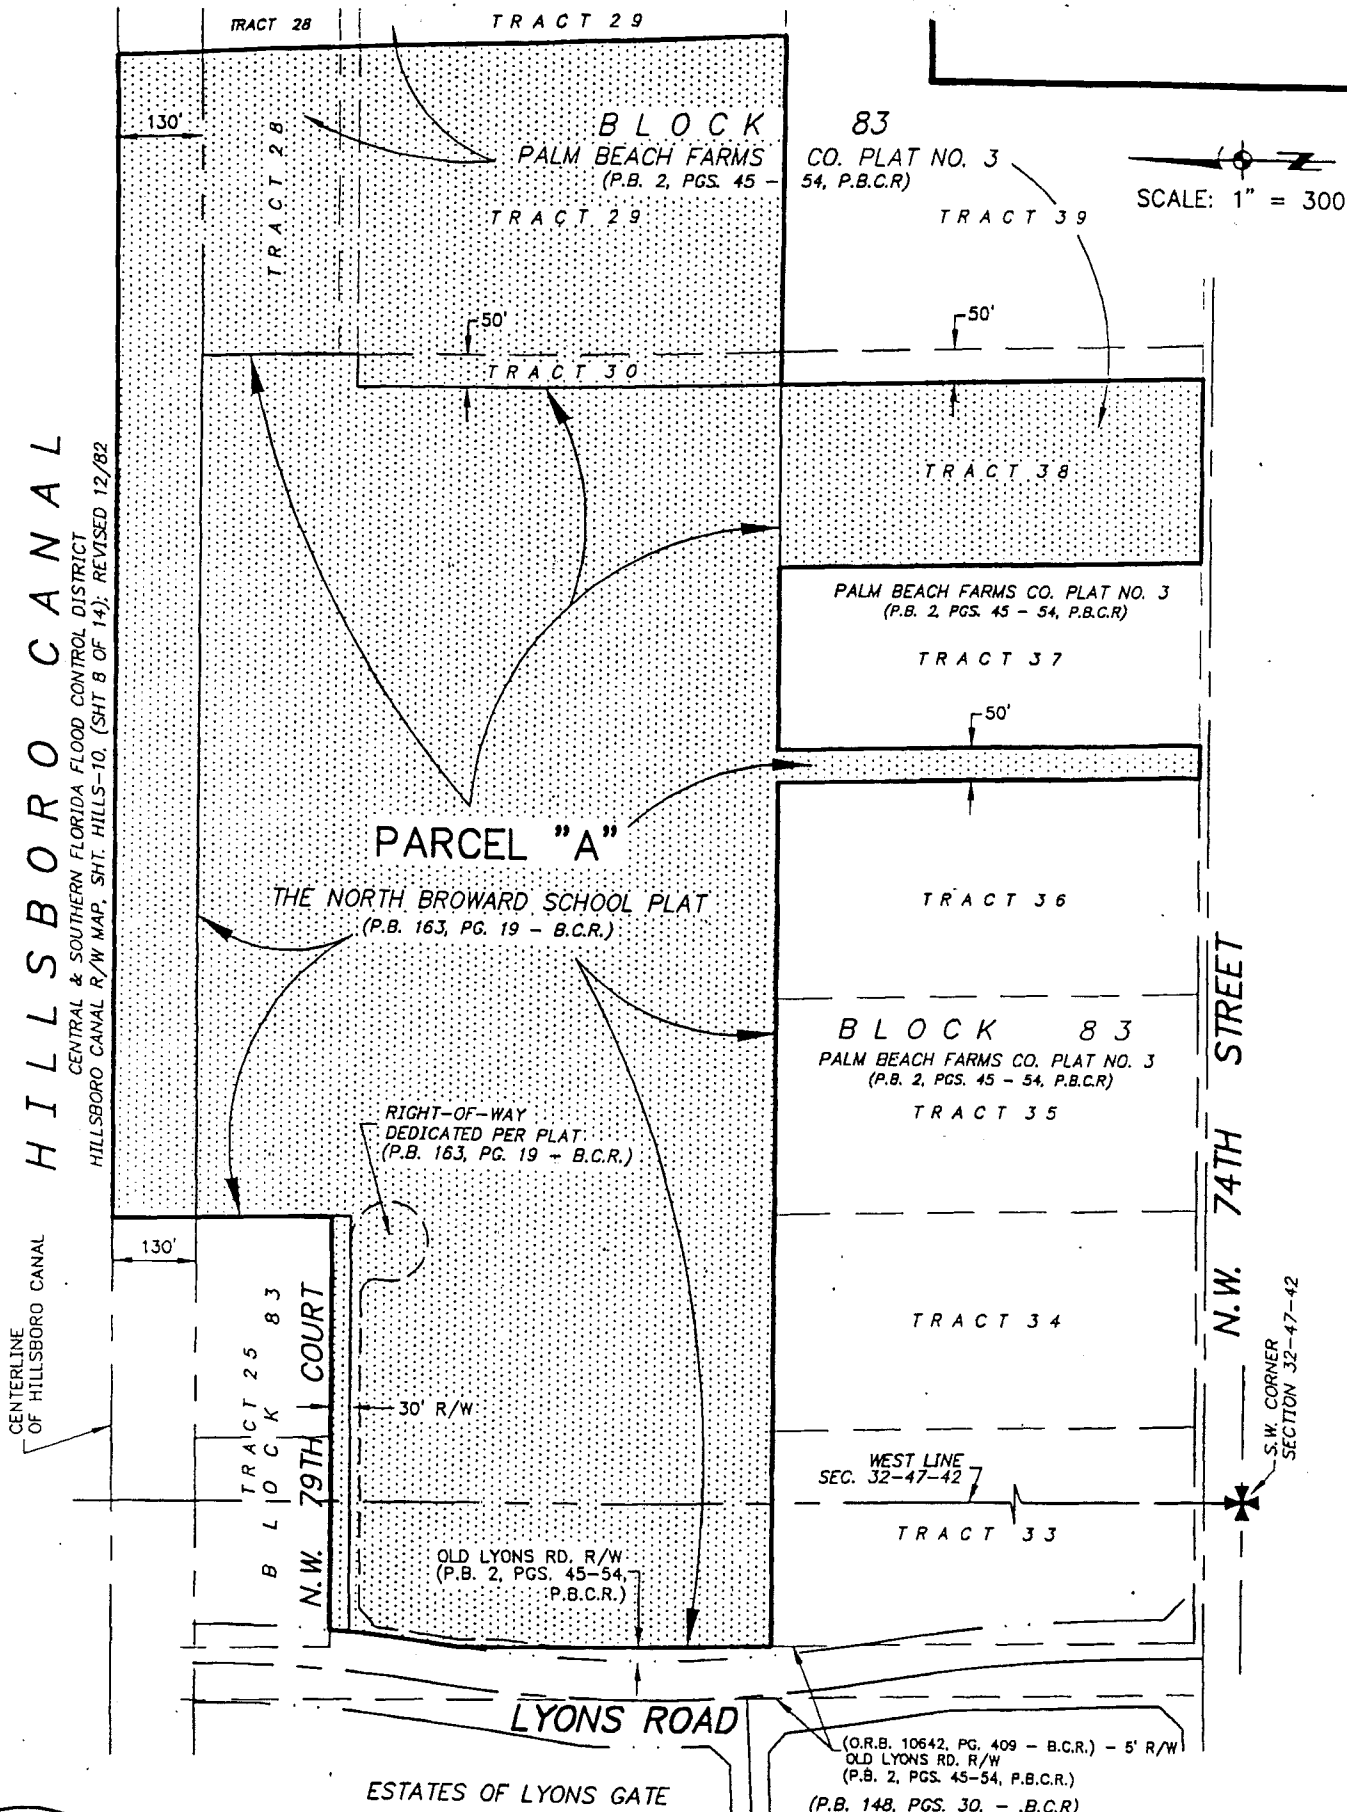 TRACT 28
TRACT 29
130'
TRACT 28
BLOCK 83
PALM BEACH FARMS CO. PLAT NO. 3
(P.B. 2, PGS. 45 - 54, P.B.C.R)
TRACT 29
TRACT 39
Z
SCALE: 1" = 300
50'
50'
TRACT 30
TRACT 38
HILLSBORO CANAL
CENTRAL & SOUTHERN FLORIDA FLOOD CONTROL DISTRICT
HILLSBORO CANAL R/W MAP, SHT. HILLS-10, (SHT 8 OF 14); REVISED 12/82
PALM BEACH FARMS CO. PLAT NO. 3
(P.B. 2, PGS. 45 - 54, P.B.C.R)
TRACT 37
50'
PARCEL "A"
THE NORTH BROWARD SCHOOL PLAT
(P.B. 163, PG. 19 - B.C.R.)
TRACT 36
BLOCK 83
PALM BEACH FARMS CO. PLAT NO. 3
(P.B. 2, PGS. 45 - 54, P.B.C.R)
TRACT 35
N.W. 74TH STREET
RIGHT-OF-WAY
DEDICATED PER PLAT
(P.B. 163, PG. 19 - B.C.R.)
130'
CENTERLINE
OF HILLSBORO CANAL
TRACT 25
BLOCK 83
N.W. 79TH COURT
30' R/W
TRACT 34
S.W. CORNER
SECTION 32-47-42
WEST LINE
SEC. 32-47-42
TRACT 33
OLD LYONS RD. R/W
(P.B. 2, PGS. 45-54,
P.B.C.R.)
LYONS ROAD
(O.R.B. 10642, PG. 409 - B.C.R.) - 5' R/W
OLD LYONS RD. R/W
(P.B. 2, PGS. 45-54, P.B.C.R.)
ESTATES OF LYONS GATE
(P.B. 148, PGS. 30, - .B.C.R)